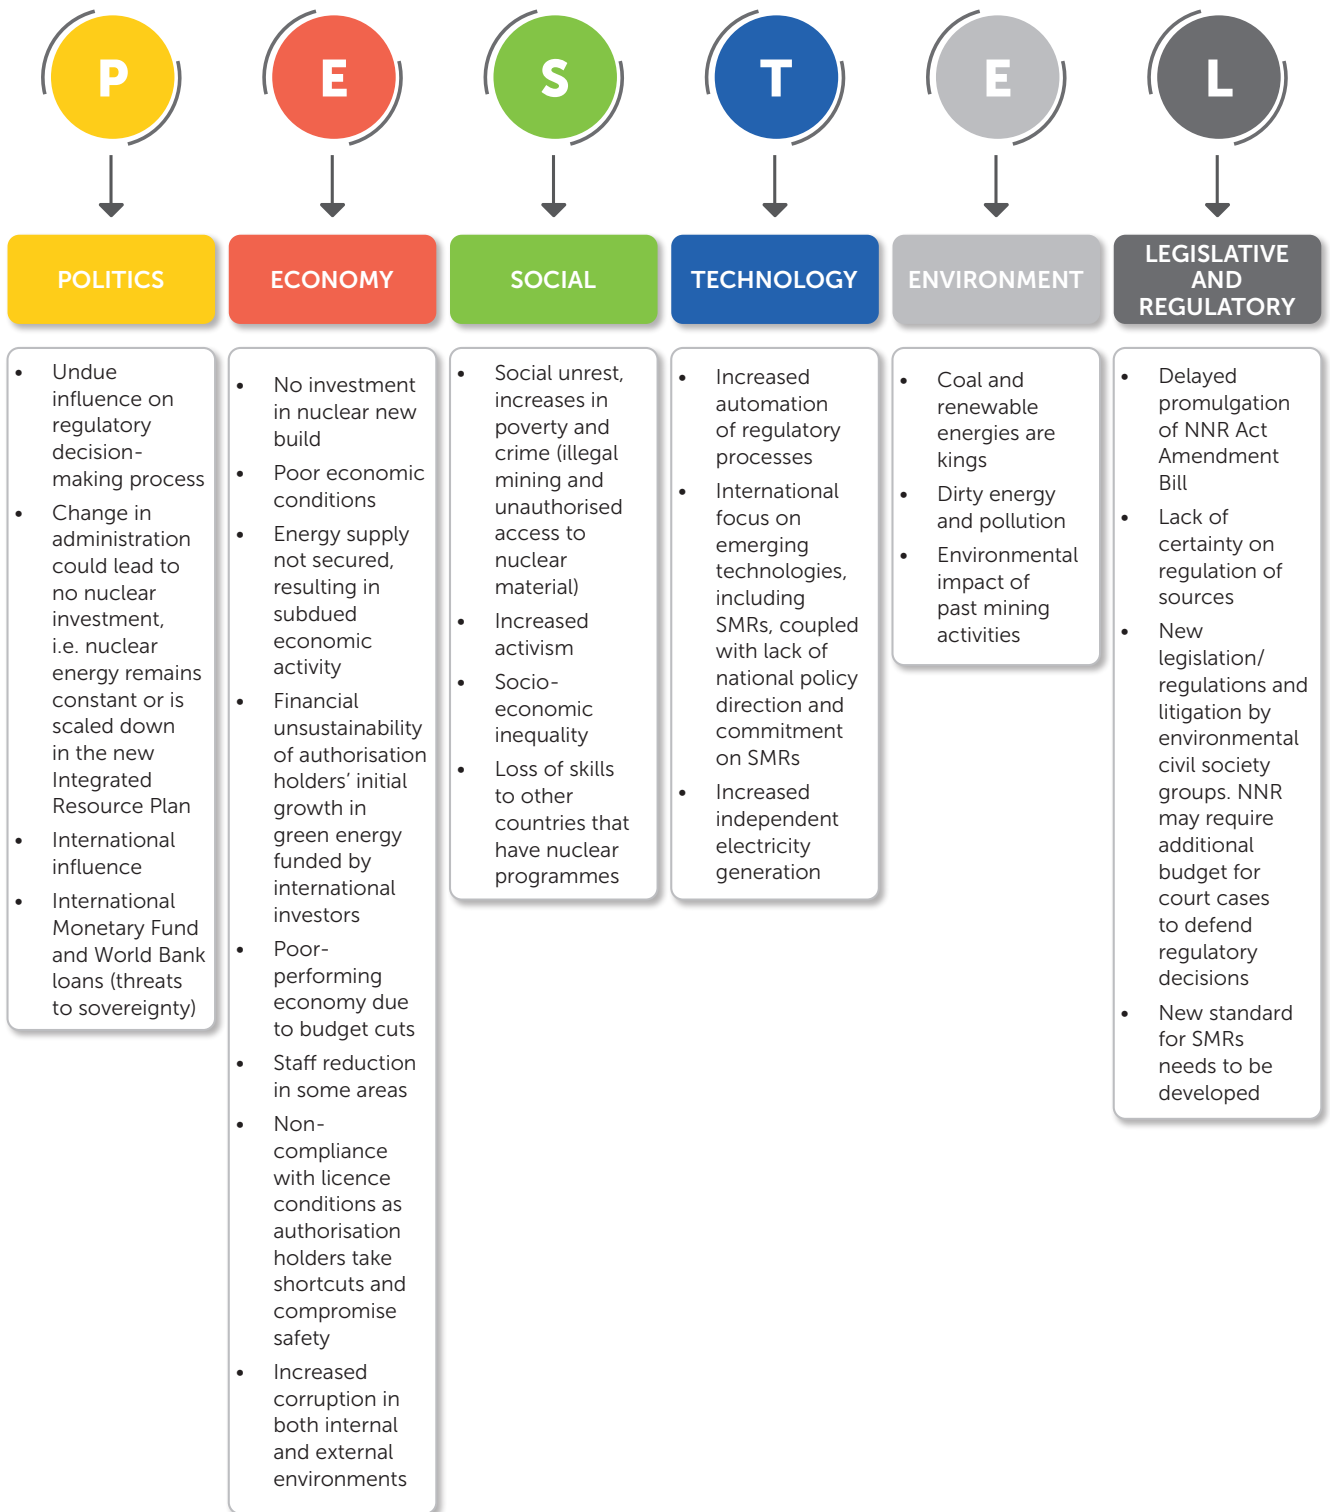 P
E
S
T
E
L
POLITICS
ECONOMY
SOCIAL
TECHNOLOGY
ENVIRONMENT
LEGISLATIVE
AND
REGULATORY
• Undue
influence on
regulatory
decision-
making process
• Change in
administration
could lead to
no nuclear
investment,
i.e. nuclear
energy remains
constant or is
scaled down
in the new
Integrated
Resource Plan
• International
influence
• International
Monetary Fund
and World Bank
loans (threats
to sovereignty)
• No investment
in nuclear new
build
• Poor economic
conditions
• Energy supply
not secured,
resulting in
subdued
economic
activity
• Financial
unsustainability
of authorisation
holders’ initial
growth in
green energy
funded by
international
investors
• Poor-
performing
economy due
to budget cuts
• Staff reduction
in some areas
• Non-
compliance
with licence
conditions as
authorisation
holders take
shortcuts and
compromise
safety
• Increased
corruption in
both internal
and external
environments
• Social unrest,
increases in
poverty and
crime (illegal
mining and
unauthorised
access to
nuclear
material)
• Increased
activism
• Socio-
economic
inequality
• Loss of skills
to other
countries that
have nuclear
programmes
• Increased
automation
of regulatory
processes
• International
focus on
emerging
technologies,
including
SMRs, coupled
with lack of
national policy
direction and
commitment
on SMRs
• Increased
independent
electricity
generation
• Coal and
renewable
energies are
kings
• Dirty energy
and pollution
• Environmental
impact of
past mining
activities
• Delayed
promulgation
of NNR Act
Amendment
Bill
• Lack of
certainty on
regulation of
sources
• New
legislation/
regulations and
litigation by
environmental
civil society
groups. NNR
may require
additional
budget for
court cases
to defend
regulatory
decisions
• New standard
for SMRs
needs to be
developed